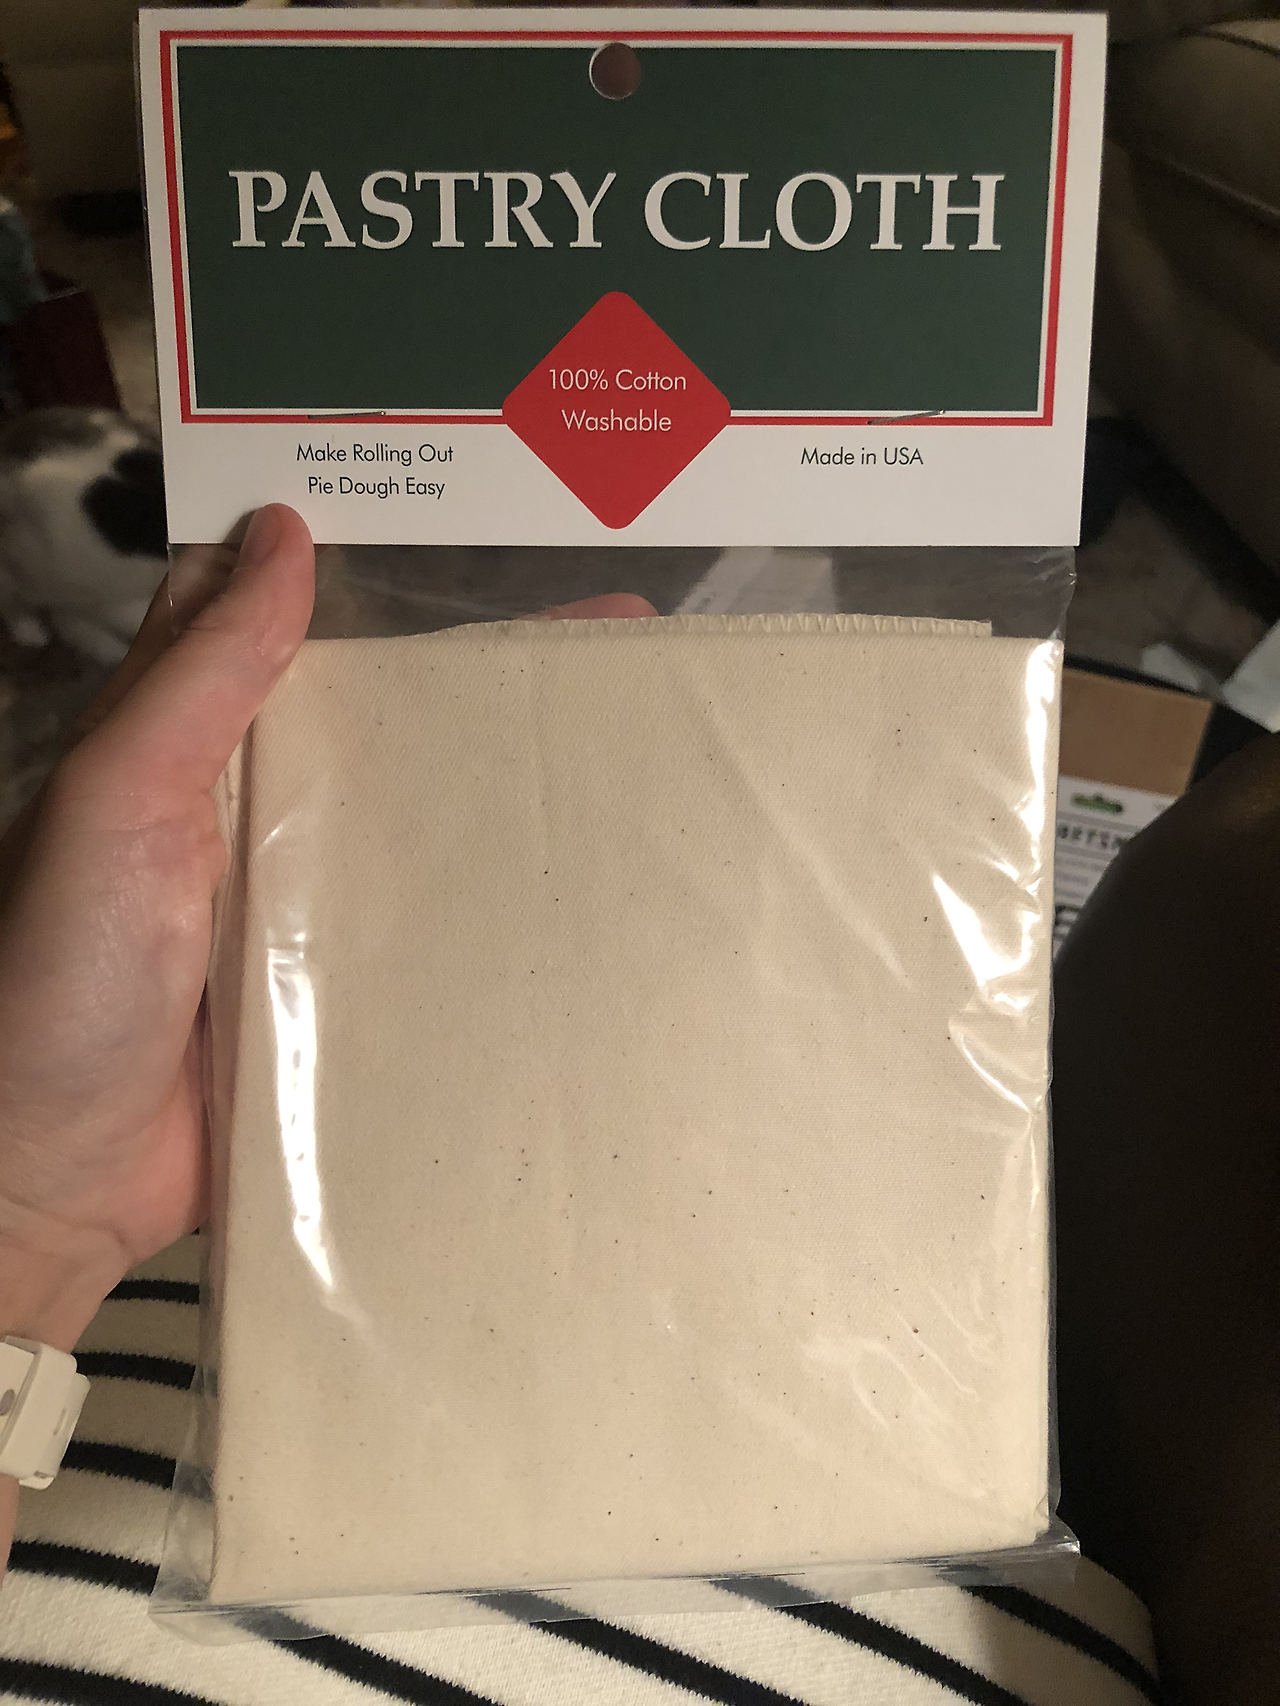 PASTRY CLOTH
100% Cotton
Washable
Make Rolling Out
Pie Dough Easy
Made in USA